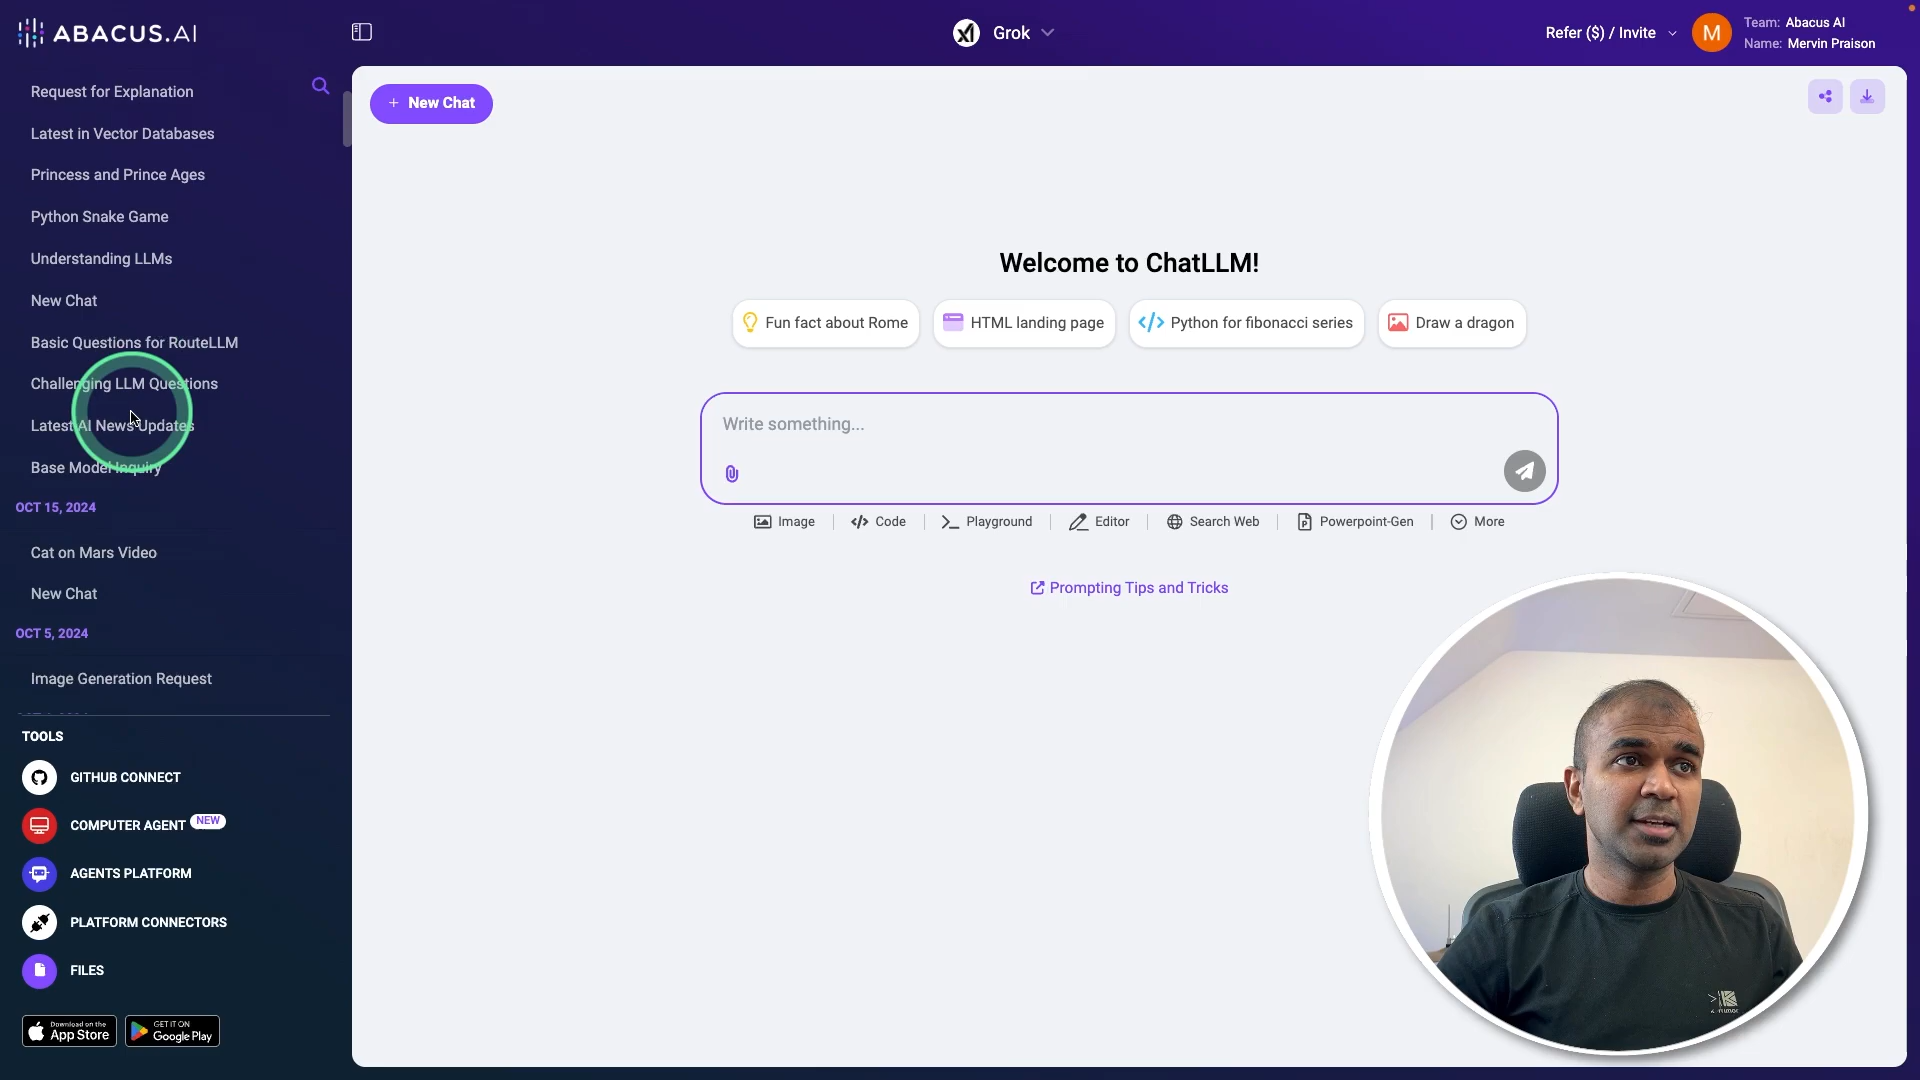 ABACUS.AI
Grok
Refer ($) / Invite
M
Team: Abacus AI
Name: Mervin Praison
Request for Explanation
Latest in Vector Databases
Princess and Prince Ages
Python Snake Game
Understanding LLMs
New Chat
Basic Questions for RouteLLM
Challenging LLM Questions
Latest AI News Updates
Base Model Inquiry
OCT 15, 2024
Cat on Mars Video
New Chat
OCT 5, 2024
Image Generation Request
TOOLS
GITHUB CONNECT
COMPUTER AGENT NEW
AGENTS PLATFORM
PLATFORM CONNECTORS
FILES
Download on the
App Store
GET IT ON
Google Play
+ New Chat
Welcome to ChatLLM!
Fun fact about Rome
HTML landing page
</> Python for fibonacci series
Draw a dragon
Write something...
Image
</> Code
Playground
Editor
Search Web
Powerpoint-Gen
More
Prompting Tips and Tricks